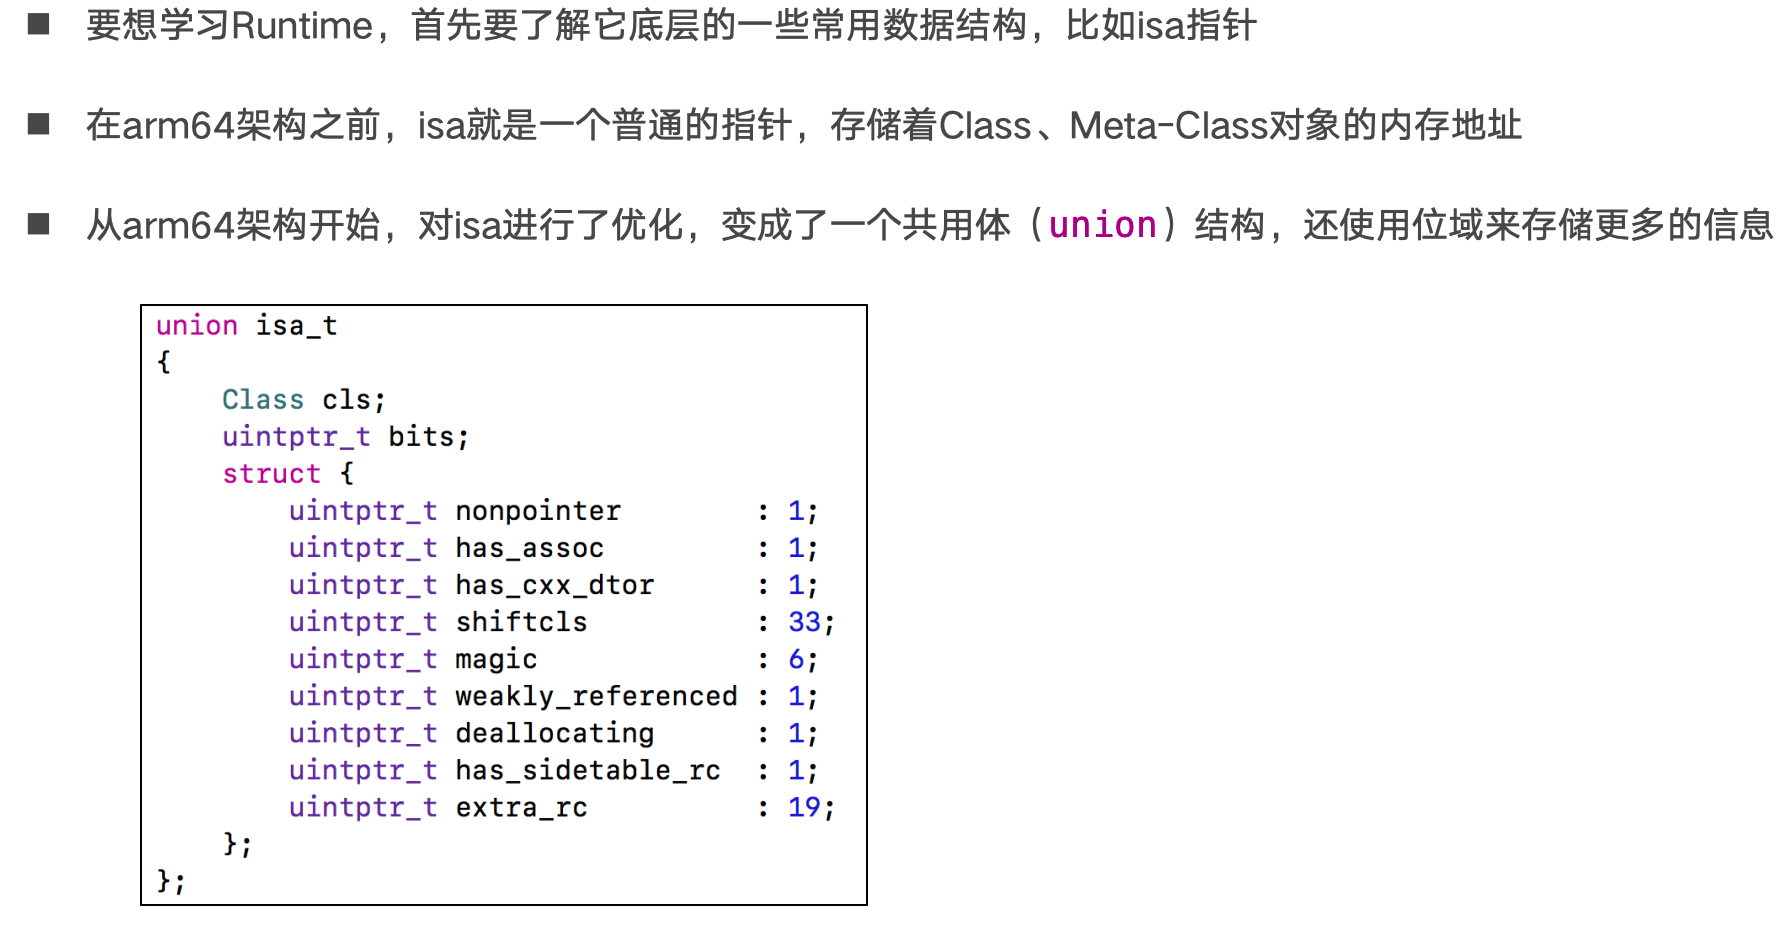 ■ 要想学习Runtime，首先要了解它底层的一些常用数据结构，比如isa指针
■ 在arm64架构之前，isa就是一个普通的指针，存储着Class、Meta-Class对象的内存地址
■ 从arm64架构开始，对isa进行了优化，变成了一个共用体（union）结构，还使用位域来存储更多的信息
union isa_t
{
    Class cls;
    uintptr_t bits;
    struct {
        uintptr_t nonpointer        : 1;
        uintptr_t has_assoc         : 1;
        uintptr_t has_cxx_dtor      : 1;
        uintptr_t shiftcls          : 33;
        uintptr_t magic             : 6;
        uintptr_t weakly_referenced : 1;
        uintptr_t deallocating      : 1;
        uintptr_t has_sidetable_rc  : 1;
        uintptr_t extra_rc          : 19;
    };
};